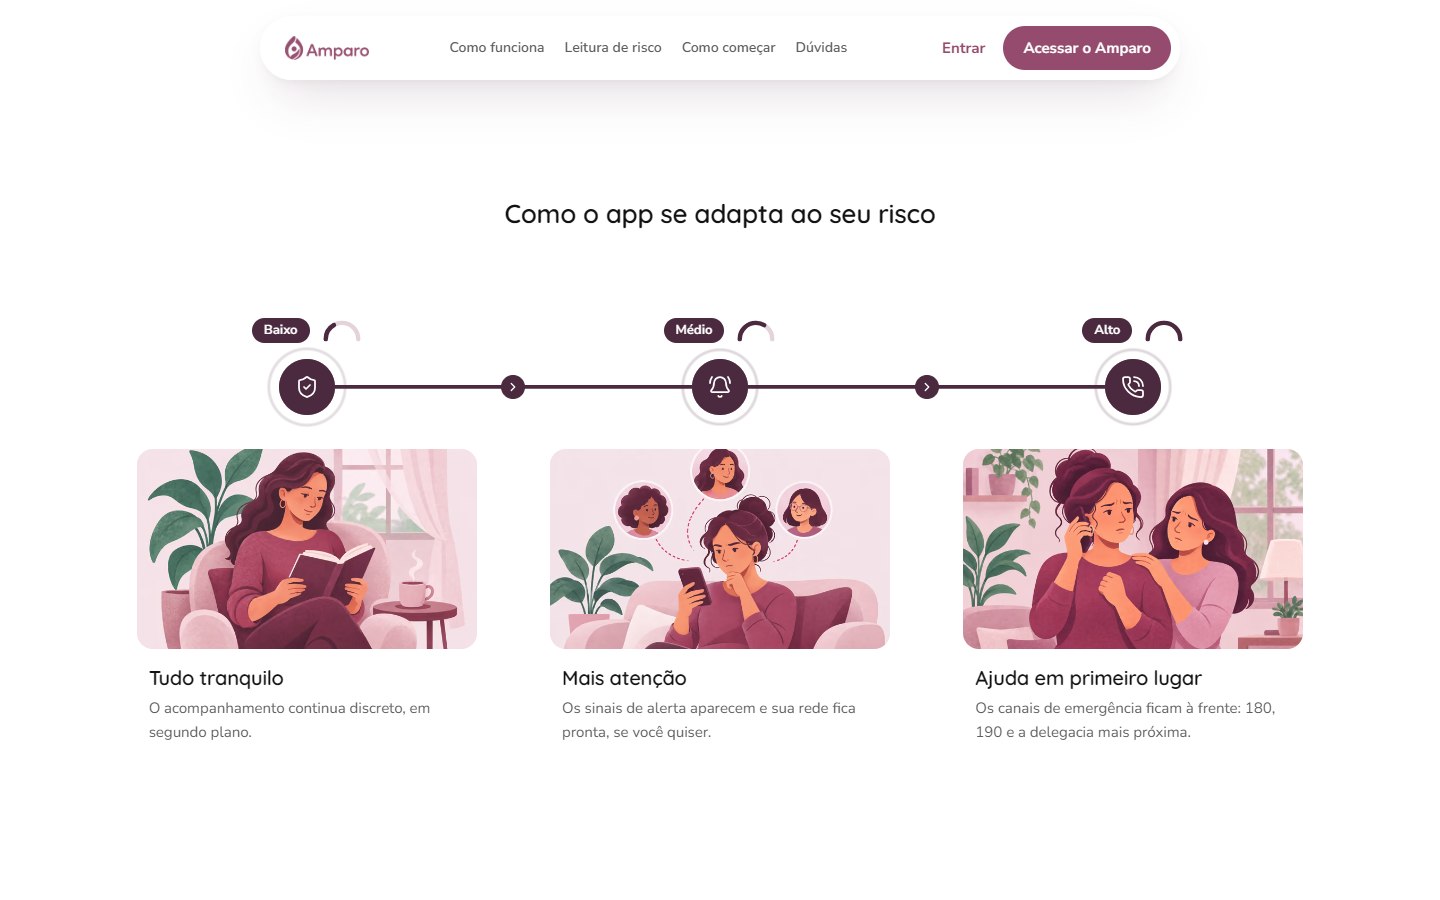 Amparo
Como funciona
Leitura de risco
Como começar
Dúvidas
Entrar
Acessar o Amparo
Como o app se adapta ao seu risco
Baixo
Médio
Alto
Tudo tranquilo
O acompanhamento continua discreto, em
segundo plano.
Mais atenção
Os sinais de alerta aparecem e sua rede fica
pronta, se você quiser.
Ajuda em primeiro lugar
Os canais de emergência ficam à frente: 180,
190 e a delegacia mais próxima.